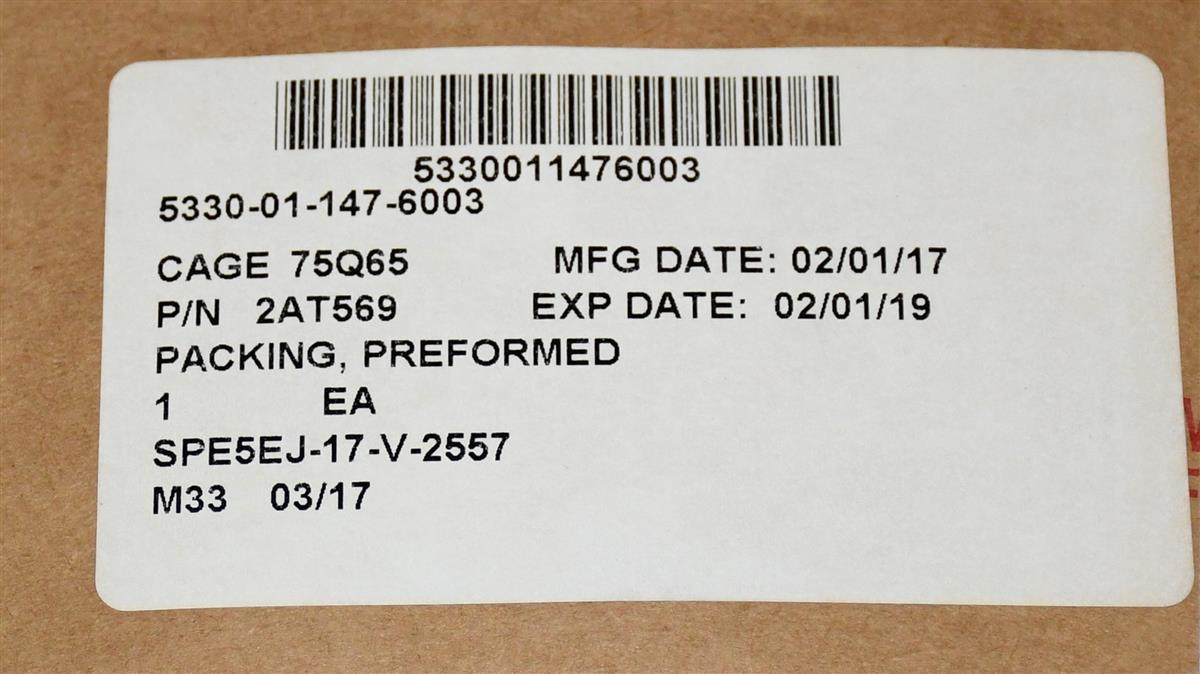 5330011476003
5330-01-147-6003
CAGE 75Q65 MFG DATE: 02/01/17
P/N 2AT569 EXP DATE: 02/01/19
PACKING, PREFORMED
1 EA
SPE5EJ-17-V-2557
M33 03/17